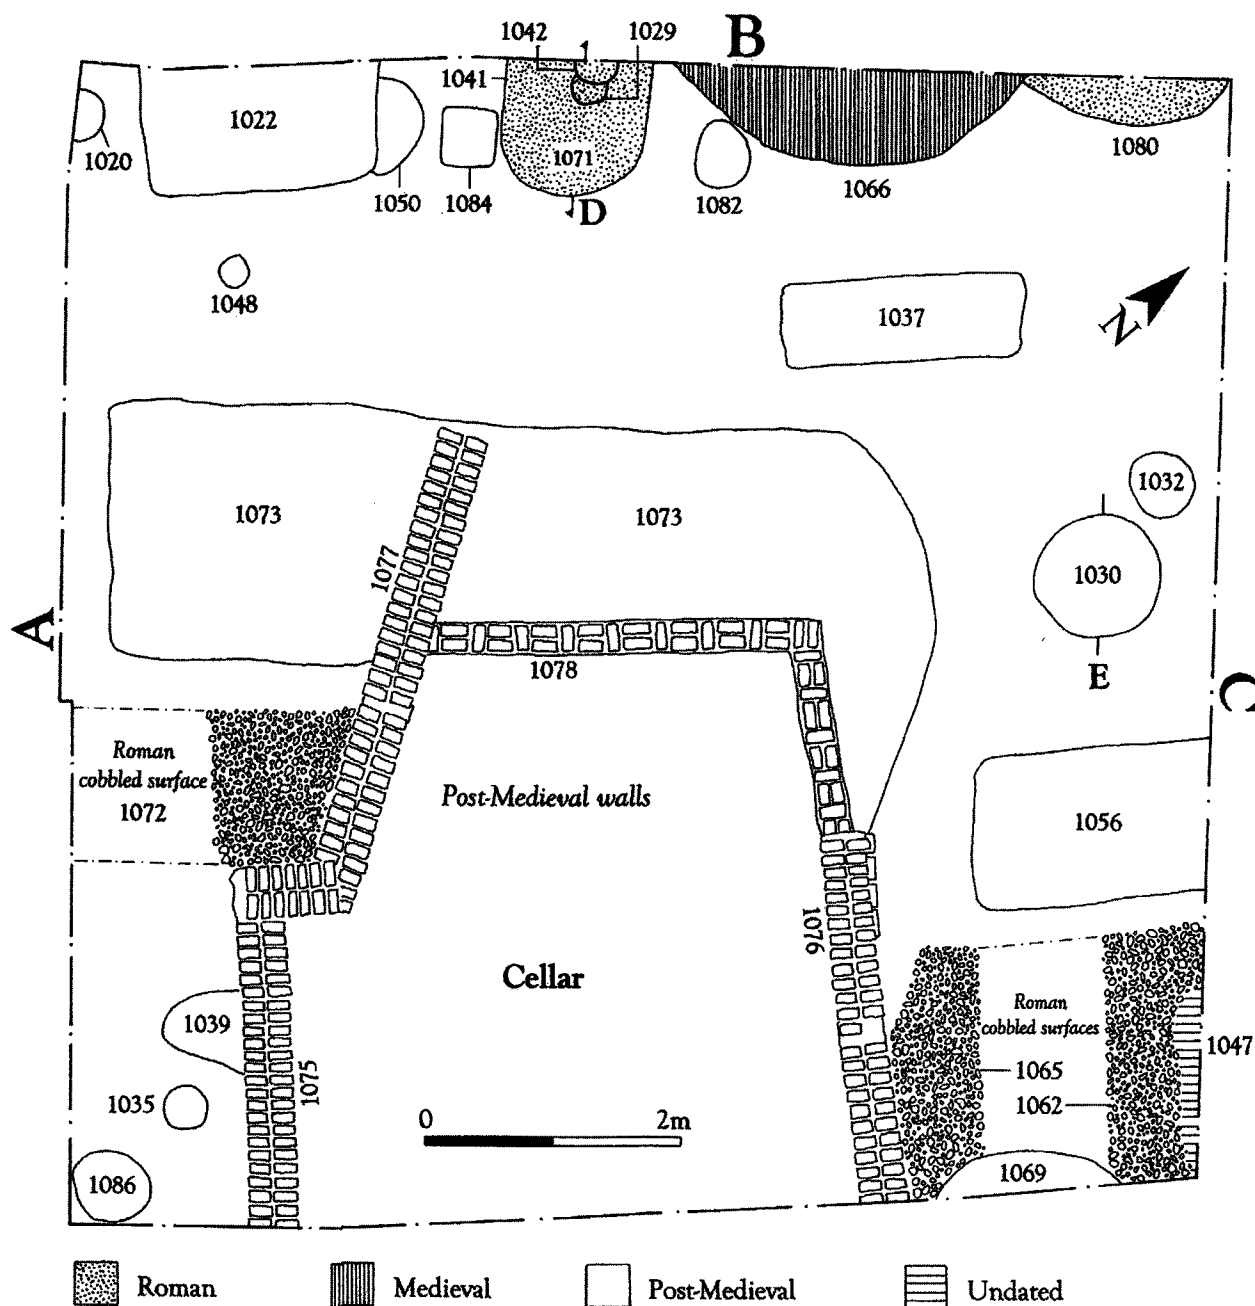 1042
1029
B
1041
1022
1020
1071
1080
1050
1084
1082
1066
D
1048
1037
N
1032
1073
1073
1030
1077
A
1078
E
C
Roman
cobbled surface
1072
Post-Medieval walls
1056
1076
Cellar
1039
Roman
cobbled surfaces
1047
1065
1075
1035
1062
0 2m
1086
1069
Roman Medieval Post-Medieval Undated